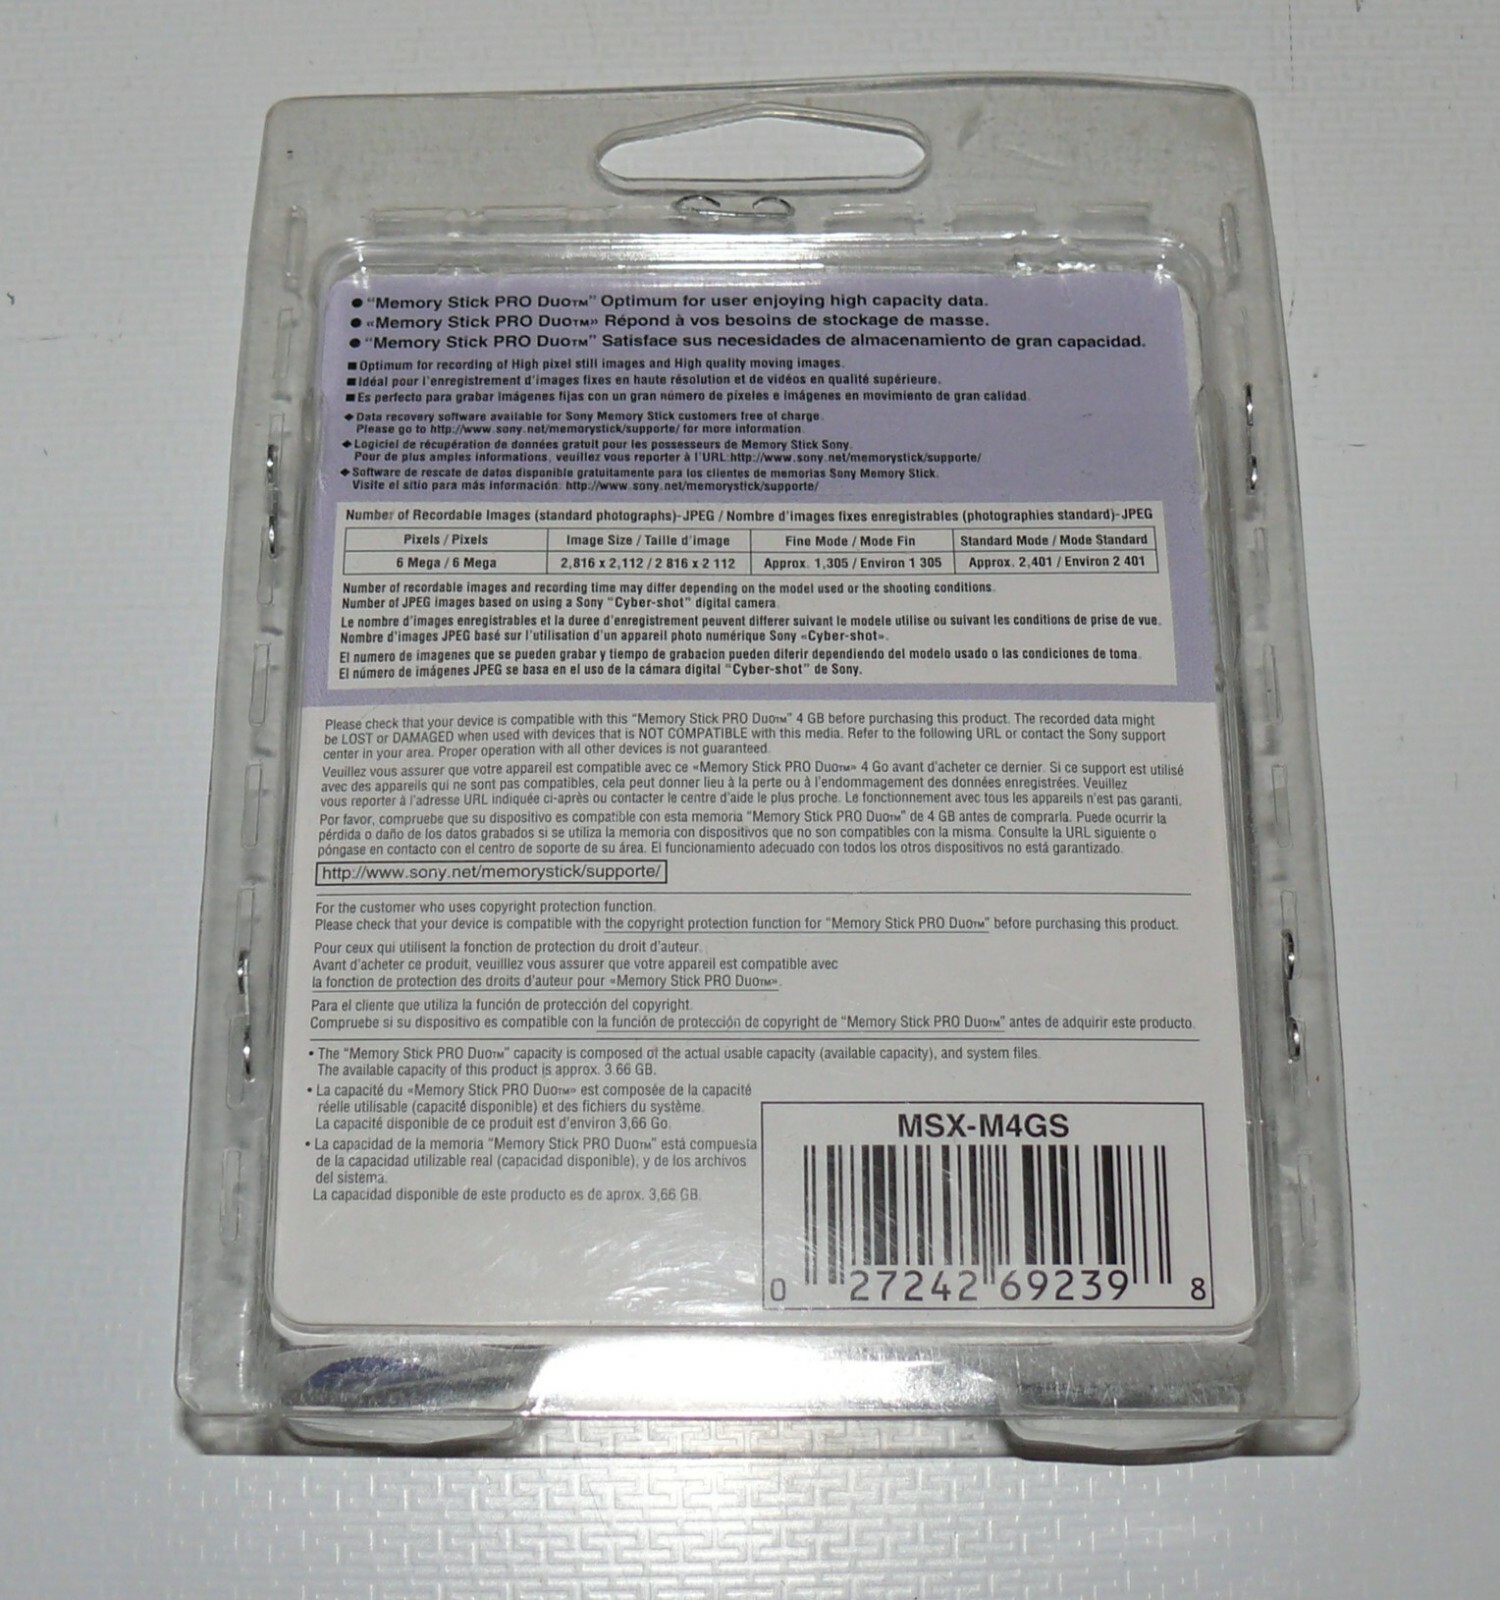 ● "Memory Stick PRO Duo™" Optimum for user enjoying high capacity data.
● «Memory Stick PRO Duo™» Répond à vos besoins de stockage de masse.
● "Memory Stick PRO Duo™" Satisface sus necesidades de almacenamiento de gran capacidad.
■ Optimum for recording of High pixel still images and High quality moving images.
■ Idéal pour l'enregistrement d'images fixes en haute résolution et de vidéos en qualité supérieure.
■ Es perfecto para grabar imágenes fijas con un gran número de píxeles e imágenes en movimiento de gran calidad.
◆ Data recovery software available for Sony Memory Stick customers free of charge.
Please go to http://www.sony.net/memorystick/supporte/ for more information.
◆ Logiciel de récupération de données gratuit pour les possesseurs de Memory Stick Sony.
Pour de plus amples informations, veuillez vous reporter à l'URL:http://www.sony.net/memorystick/supporte/
◆ Software de rescate de datos disponible gratuitamente para los clientes de memorias Sony Memory Stick.
Visite el sitio para más información: http://www.sony.net/memorystick/supporte/
Number of Recordable Images (standard photographs)-JPEG / Nombre d'images fixes enregistrables (photographies standard)-JPEG
Pixels / Pixels Image Size / Taille d'image Fine Mode / Mode Fin Standard Mode / Mode Standard
6 Mega / 6 Mega 2,816 x 2,112 / 2 816 x 2 112 Approx. 1,305 / Environ 1 305 Approx. 2,401 / Environ 2 401
Number of recordable images and recording time may differ depending on the model used or the shooting conditions.
Number of JPEG images based on using a Sony "Cyber-shot" digital camera.
Le nombre d'images enregistrables et la duree d'enregistrement peuvent differer suivant le modele utilise ou suivant les conditions de prise de vue.
Nombre d'images JPEG basé sur l'utilisation d'un appareil photo numérique Sony «Cyber-shot».
El numero de imagenes que se pueden grabar y tiempo de grabacion pueden diferir dependiendo del modelo usado o las condiciones de toma.
El número de imágenes JPEG se basa en el uso de la cámara digital "Cyber-shot" de Sony.
Please check that your device is compatible with this "Memory Stick PRO Duo™" 4 GB before purchasing this product. The recorded data might
be LOST or DAMAGED when used with devices that is NOT COMPATIBLE with this media. Refer to the following URL or contact the Sony support
center in your area. Proper operation with all other devices is not guaranteed.
Veuillez vous assurer que votre appareil est compatible avec ce «Memory Stick PRO Duo™» 4 Go avant d'acheter ce dernier. Si ce support est utilisé
avec des appareils qui ne sont pas compatibles, cela peut donner lieu à la perte ou à l'endommagement des données enregistrées. Veuillez
vous reporter à l'adresse URL indiquée ci-après ou contacter le centre d'aide le plus proche. Le fonctionnement avec tous les appareils n'est pas garanti.
Por favor, compruebe que su dispositivo es compatible con esta memoria "Memory Stick PRO Duo™" de 4 GB antes de comprarla. Puede ocurrir la
pérdida o daño de los datos grabados si se utiliza la memoria con dispositivos que no son compatibles con la misma. Consulte la URL siguiente o
póngase en contacto con el centro de soporte de su área. El funcionamiento adecuado con todos los otros dispositivos no está garantizado.
http://www.sony.net/memorystick/supporte/
For the customer who uses copyright protection function.
Please check that your device is compatible with the copyright protection function for "Memory Stick PRO Duo™" before purchasing this product.
Pour ceux qui utilisent la fonction de protection du droit d'auteur.
Avant d'acheter ce produit, veuilllez vous assurer que votre appareil est compatible avec
la fonction de protection des droits d'auteur pour «Memory Stick PRO Duo™».
Para el cliente que utiliza la función de protección del copyright.
Compruebe si su dispositivo es compatible con la función de protección de copyright de "Memory Stick PRO Duo™" antes de adquirir este producto.
• The "Memory Stick PRO Duo™" capacity is composed of the actual usable capacity (available capacity), and system files.
The available capacity of this product is approx. 3.66 GB.
• La capacité du «Memory Stick PRO Duo™» est composée de la capacité
réelle utilisable (capacité disponible) et des fichiers du système.
La capacité disponible de ce produit est d'environ 3,66 Go.
• La capacidad de la memoria "Memory Stick PRO Duo™" está compuesta
de la capacidad utilizable real (capacidad disponible), y de los archivos
del sistema.
La capacidad disponible de este producto es de aprox. 3,66 GB.
MSX-M4GS
0 27242 69239 8